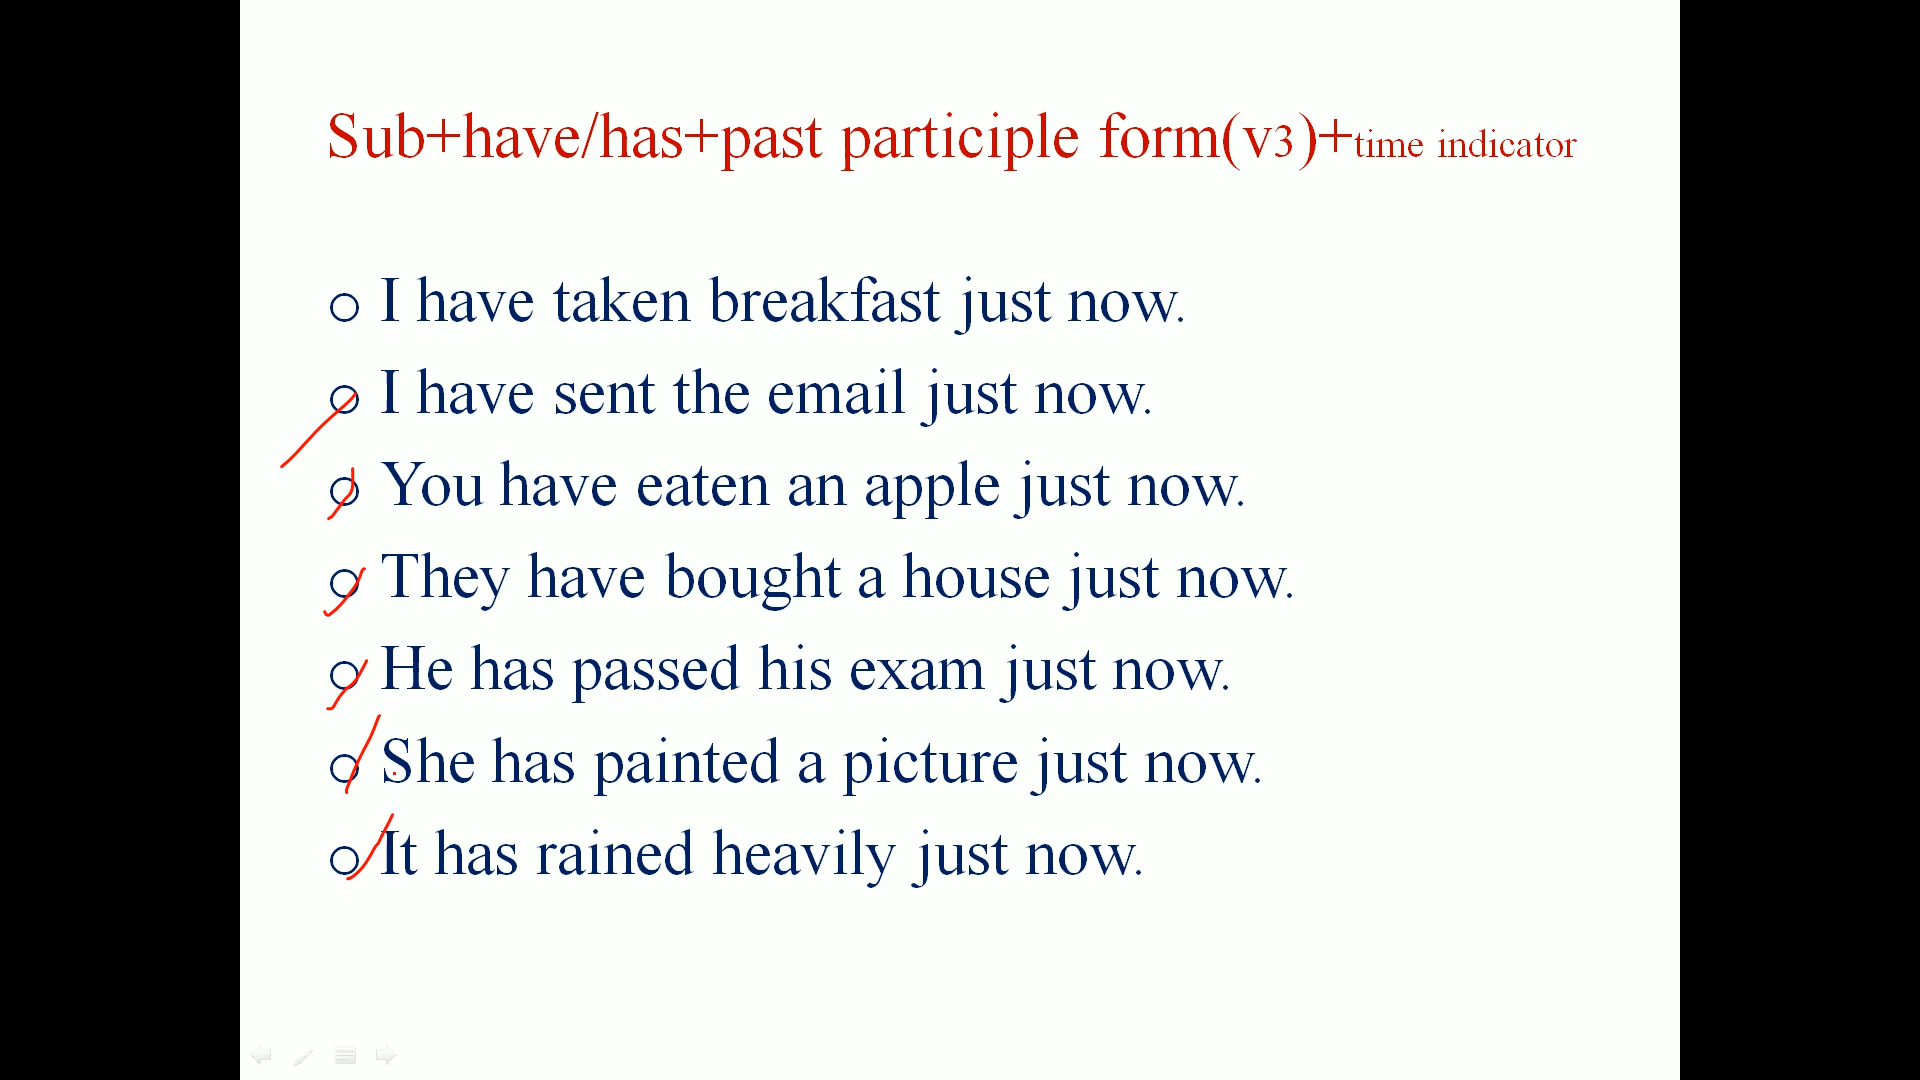 Sub+have/has+past participle form(v3)+time indicator
I have taken breakfast just now.
I have sent the email just now.
You have eaten an apple just now.
They have bought a house just now.
He has passed his exam just now.
She has painted a picture just now.
It has rained heavily just now.